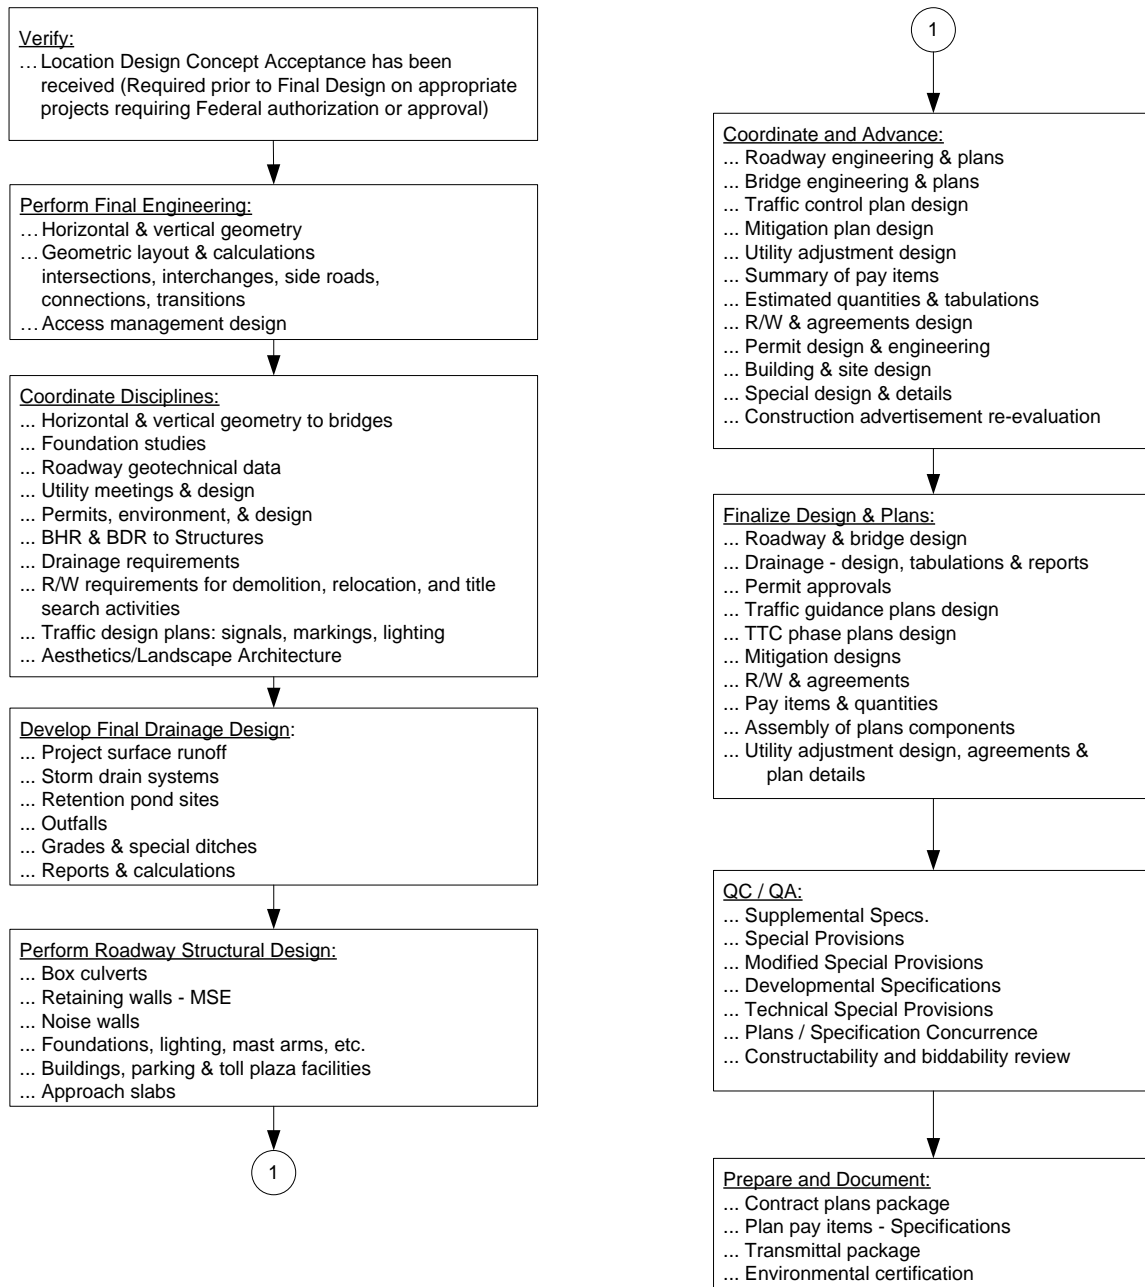 Verify:
… Location Design Concept Acceptance has been
received (Required prior to Final Design on appropriate
projects requiring Federal authorization or approval)
Perform Final Engineering:
… Horizontal & vertical geometry
… Geometric layout & calculations
intersections, interchanges, side roads,
connections, transitions
… Access management design
Coordinate Disciplines:
... Horizontal & vertical geometry to bridges
... Foundation studies
... Roadway geotechnical data
... Utility meetings & design
... Permits, environment, & design
... BHR & BDR to Structures
... Drainage requirements
... R/W requirements for demolition, relocation, and title
search activities
... Traffic design plans: signals, markings, lighting
... Aesthetics/Landscape Architecture
Develop Final Drainage Design:
... Project surface runoff
... Storm drain systems
... Retention pond sites
... Outfalls
... Grades & special ditches
... Reports & calculations
Perform Roadway Structural Design:
... Box culverts
... Retaining walls - MSE
... Noise walls
... Foundations, lighting, mast arms, etc.
... Buildings, parking & toll plaza facilities
... Approach slabs
1
1
Coordinate and Advance:
... Roadway engineering & plans
... Bridge engineering & plans
... Traffic control plan design
... Mitigation plan design
... Utility adjustment design
... Summary of pay items
... Estimated quantities & tabulations
... R/W & agreements design
... Permit design & engineering
... Building & site design
... Special design & details
... Construction advertisement re-evaluation
Finalize Design & Plans:
... Roadway & bridge design
... Drainage - design, tabulations & reports
... Permit approvals
... Traffic guidance plans design
... TTC phase plans design
... Mitigation designs
... R/W & agreements
... Pay items & quantities
... Assembly of plans components
... Utility adjustment design, agreements &
plan details
QC / QA:
... Supplemental Specs.
... Special Provisions
... Modified Special Provisions
... Developmental Specifications
... Technical Special Provisions
... Plans / Specification Concurrence
... Constructability and biddability review
Prepare and Document:
... Contract plans package
... Plan pay items - Specifications
... Transmittal package
... Environmental certification